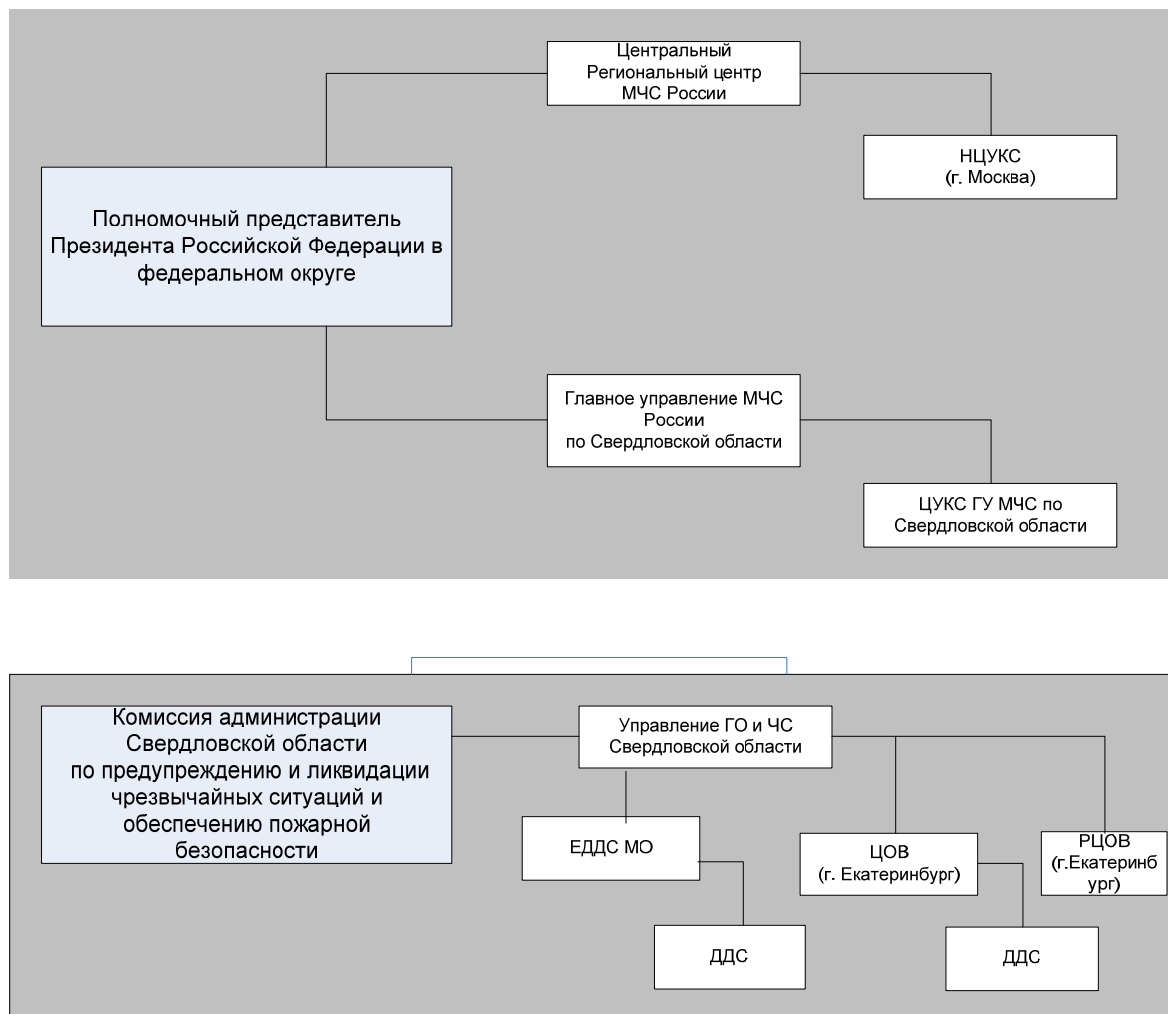 Центральный
Региональный центр
МЧС России
НЦУКС
(г. Москва)
Полномочный представитель
Президента Российской Федерации в
федеральном округе
Главное управление МЧС
России
по Свердловской области
ЦУКС ГУ МЧС по
Свердловской области
Комиссия администрации
Свердловской области
по предупреждению и ликвидации
чрезвычайных ситуаций и
обеспечению пожарной
безопасности
Управление ГО и ЧС
Свердловской области
ЕДДС МО
ЦОВ
(г. Екатеринбург)
РЦОВ
(г.Екатеринб
ург)
ДДС
ДДС